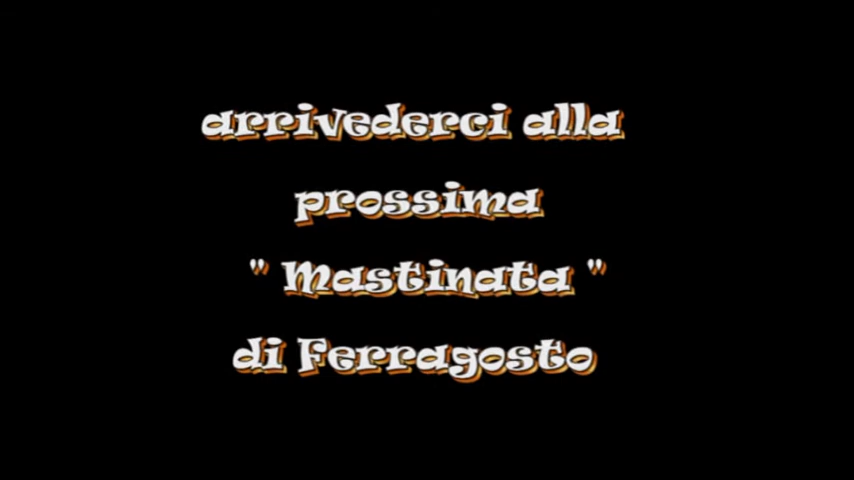 arrivederci alla
prossima
" Mastinata "
di Ferragosto